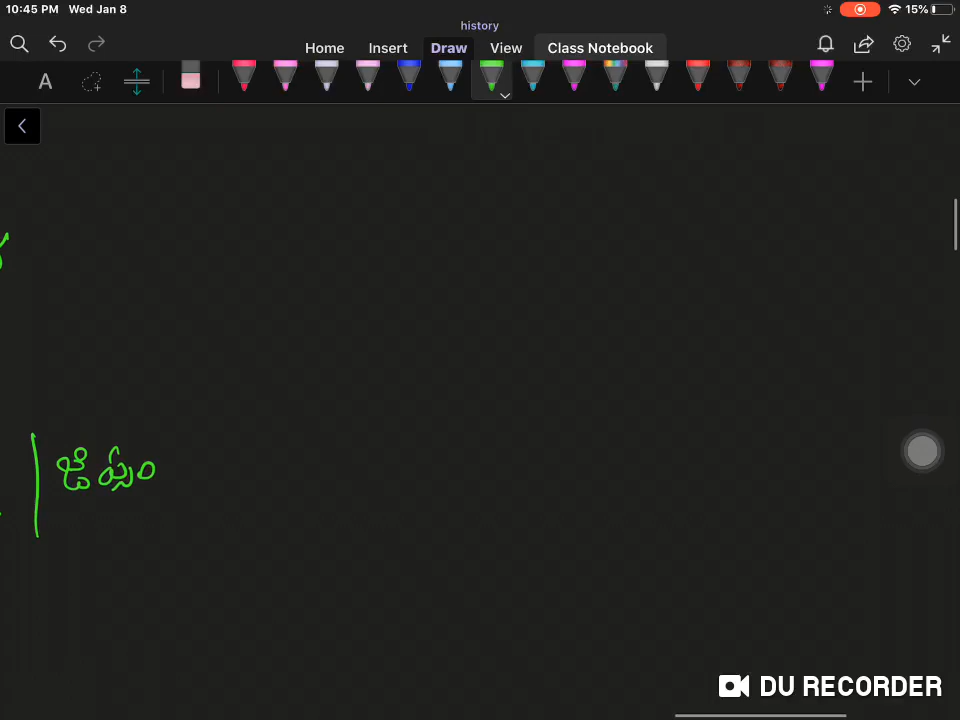 10:45 PM Wed Jan 8
15%
history
Home Insert Draw View Class Notebook
A
DU RECORDER